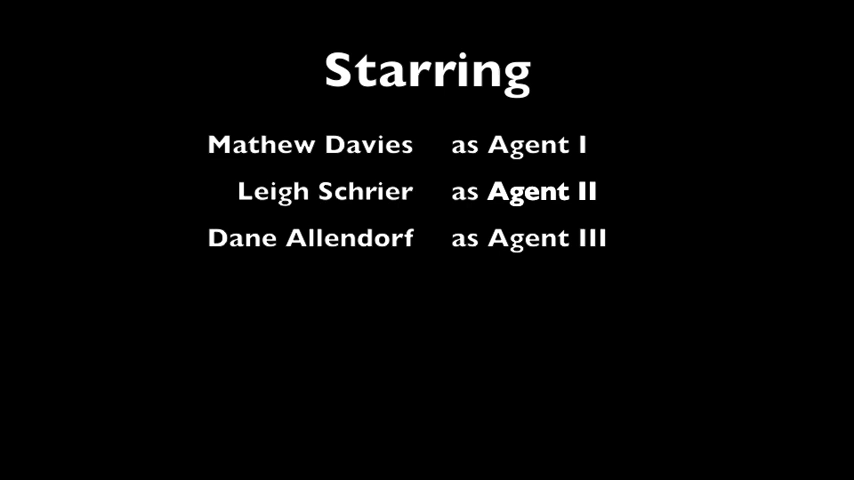 Starring
Mathew Davies as Agent I
Leigh Schrier as Agent II
Dane Allendorf as Agent III